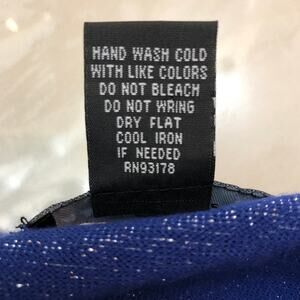 HAND WASH COLD
WITH LIKE COLORS
DO NOT BLEACH
DO NOT WRING
DRY FLAT
COOL IRON
IF NEEDED
RN93178